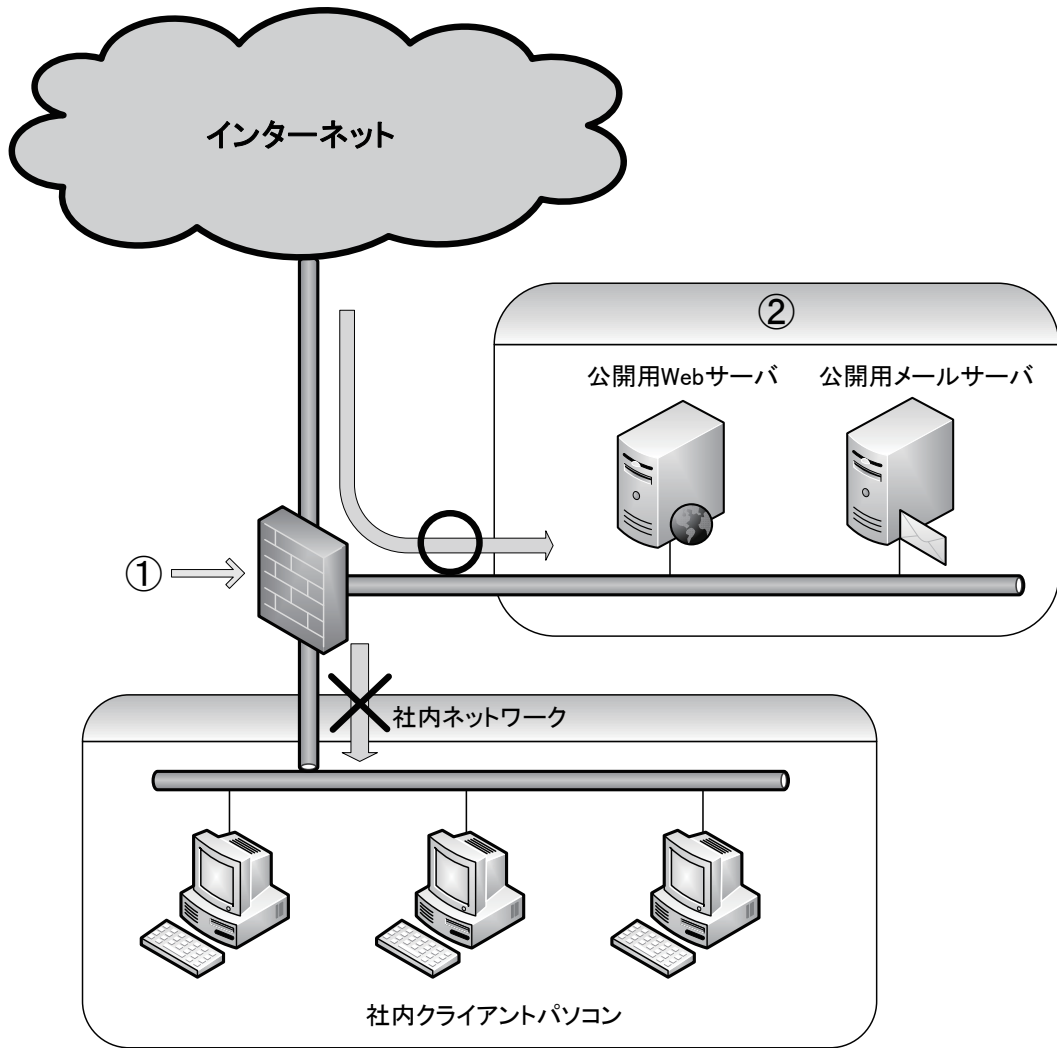 インターネット
②
公開用Webサーバ
公開用メールサーバ
①
社内ネットワーク
社内クライアントパソコン